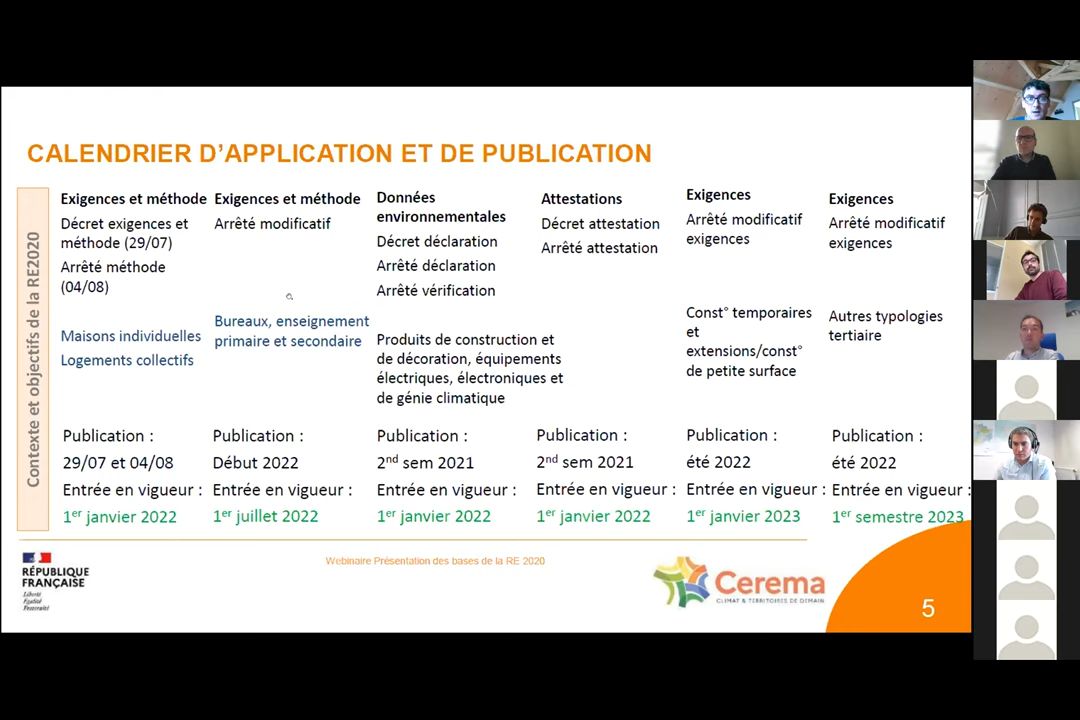 CALENDRIER D'APPLICATION ET DE PUBLICATION
Contexte et objectifs de la RE2020
Exigences et méthode
Décret exigences et
méthode (29/07)
Arrêté méthode
(04/08)
Maisons individuelles
Logements collectifs
Publication :
29/07 et 04/08
Entrée en vigueur :
1er janvier 2022
Exigences et méthode
Arrêté modificatif
Bureaux, enseignement
primaire et secondaire
Publication :
Début 2022
Entrée en vigueur :
1er juillet 2022
Données
environnementales
Décret déclaration
Arrêté déclaration
Arrêté vérification
Produits de construction et
de décoration, équipements
électriques, électroniques et
de génie climatique
Publication :
2nd sem 2021
Entrée en vigueur :
1er janvier 2022
Attestations
Décret attestation
Arrêté attestation
Publication :
2nd sem 2021
Entrée en vigueur :
1er janvier 2022
Exigences
Arrêté modificatif
exigences
Const° temporaires
et
extensions/const°
de petite surface
Publication :
été 2022
Entrée en vigueur :
1er janvier 2023
Exigences
Arrêté modificatif
exigences
Autres typologies
tertiaire
Publication :
été 2022
Entrée en vigueur :
1er semestre 2023
RÉPUBLIQUE
FRANÇAISE
Liberté
Égalité
Fraternité
Webinaire Présentation des bases de la RE 2020
Cerema
CLIMAT & TERRITOIRES DE DEMAIN
5